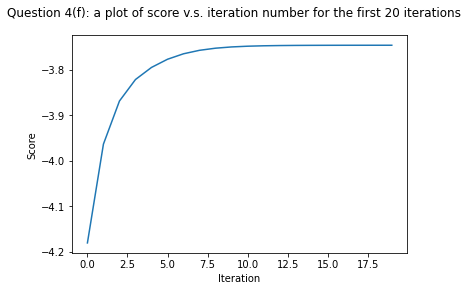 Question 4(f): a plot of score v.s. iteration number for the first 20 iterations
−3.8
−3.9
−4.0
−4.1
−4.2
Score
0.0 2.5 5.0 7.5 10.0 12.5 15.0 17.5
Iteration